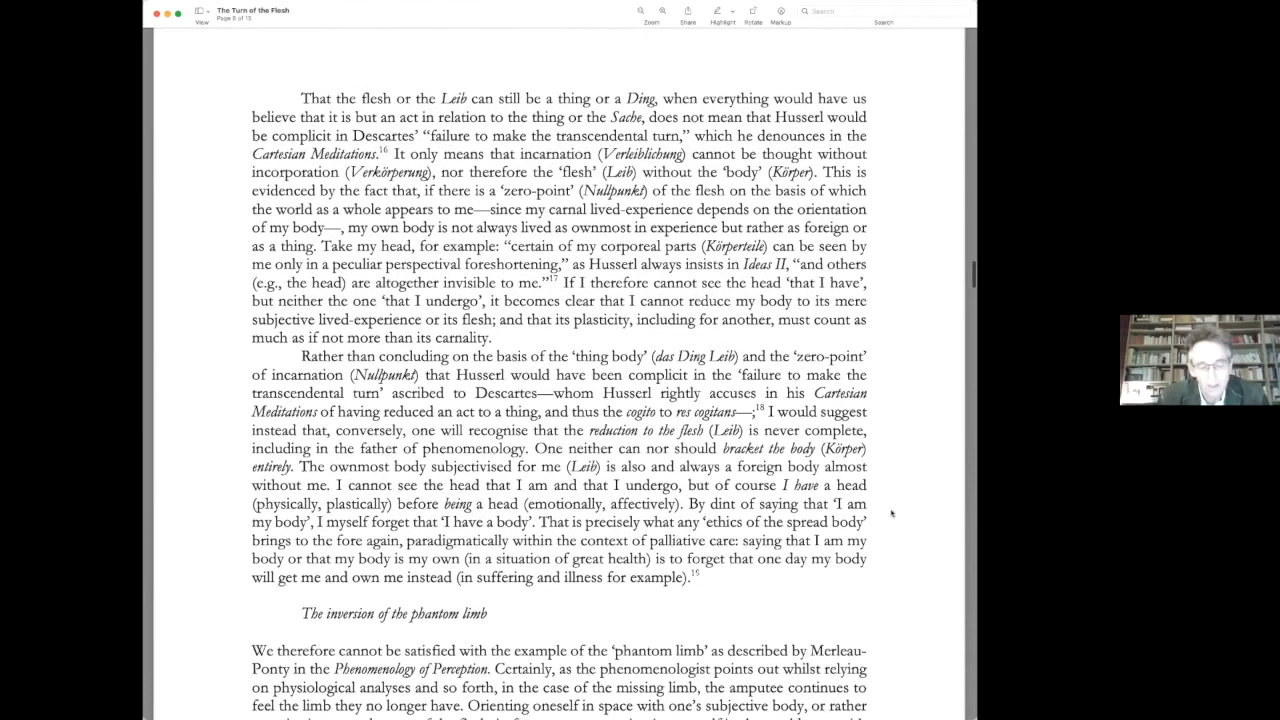 The Turn of the Flesh
Page 6 of 15
View
Zoom
Share
Highlight
Rotate
Markup
Search
Search
That the flesh or the Leib can still be a thing or a Ding, when everything would have us
believe that it is but an act in relation to the thing or the Sache, does not mean that Husserl would
be complicit in Descartes’ “failure to make the transcendental turn,” which he denounces in the
Cartesian Meditations.16 It only means that incarnation (Verleiblichung) cannot be thought without
incorporation (Verkörperung), nor therefore the ‘flesh’ (Leib) without the ‘body’ (Körper). This is
evidenced by the fact that, if there is a ‘zero-point’ (Nullpunkt) of the flesh on the basis of which
the world as a whole appears to me—since my carnal lived-experience depends on the orientation
of my body—, my own body is not always lived as ownmost in experience but rather as foreign or
as a thing. Take my head, for example: “certain of my corporeal parts (Körperteile) can be seen by
me only in a peculiar perspectival foreshortening,” as Husserl always insists in Ideas II, “and others
(e.g., the head) are altogether invisible to me.”17 If I therefore cannot see the head ‘that I have’,
but neither the one ‘that I undergo’, it becomes clear that I cannot reduce my body to its mere
subjective lived-experience or its flesh; and that its plasticity, including for another, must count as
much as if not more than its carnality.
Rather than concluding on the basis of the ‘thing body’ (das Ding Leib) and the ‘zero-point’
of incarnation (Nullpunkt) that Husserl would have been complicit in the ‘failure to make the
transcendental turn’ ascribed to Descartes—whom Husserl rightly accuses in his Cartesian
Meditations of having reduced an act to a thing, and thus the cogito to res cogitans—;18 I would suggest
instead that, conversely, one will recognise that the reduction to the flesh (Leib) is never complete,
including in the father of phenomenology. One neither can nor should bracket the body (Körper)
entirely. The ownmost body subjectivised for me (Leib) is also and always a foreign body almost
without me. I cannot see the head that I am and that I undergo, but of course I have a head
(physically, plastically) before being a head (emotionally, affectively). By dint of saying that ‘I am
my body’, I myself forget that ‘I have a body’. That is precisely what any ‘ethics of the spread body’
brings to the fore again, paradigmatically within the context of palliative care: saying that I am my
body or that my body is my own (in a situation of great health) is to forget that one day my body
will get me and own me instead (in suffering and illness for example).19
The inversion of the phantom limb
We therefore cannot be satisfied with the example of the ‘phantom limb’ as described by Merleau-
Ponty in the Phenomenology of Perception. Certainly, as the phenomenologist points out whilst relying
on physiological analyses and so forth, in the case of the missing limb, the amputee continues to
feel the limb they no longer have. Orienting oneself in space with one’s subjective body, or rather